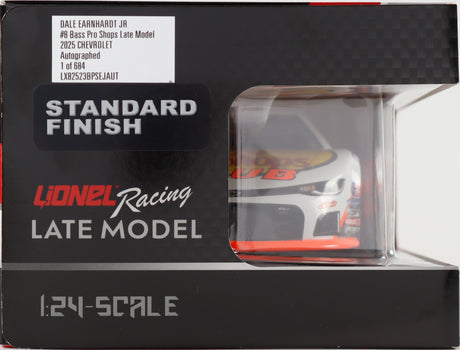 DALE EARNHARDT JR
#8 Bass Pro Shops Late Model
2025 CHEVROLET
Autographed
1 of 684
LX82523BPSEJAUT
STANDARD
FINISH
LIONEL Racing
LATE MODEL
1:24-SCALE